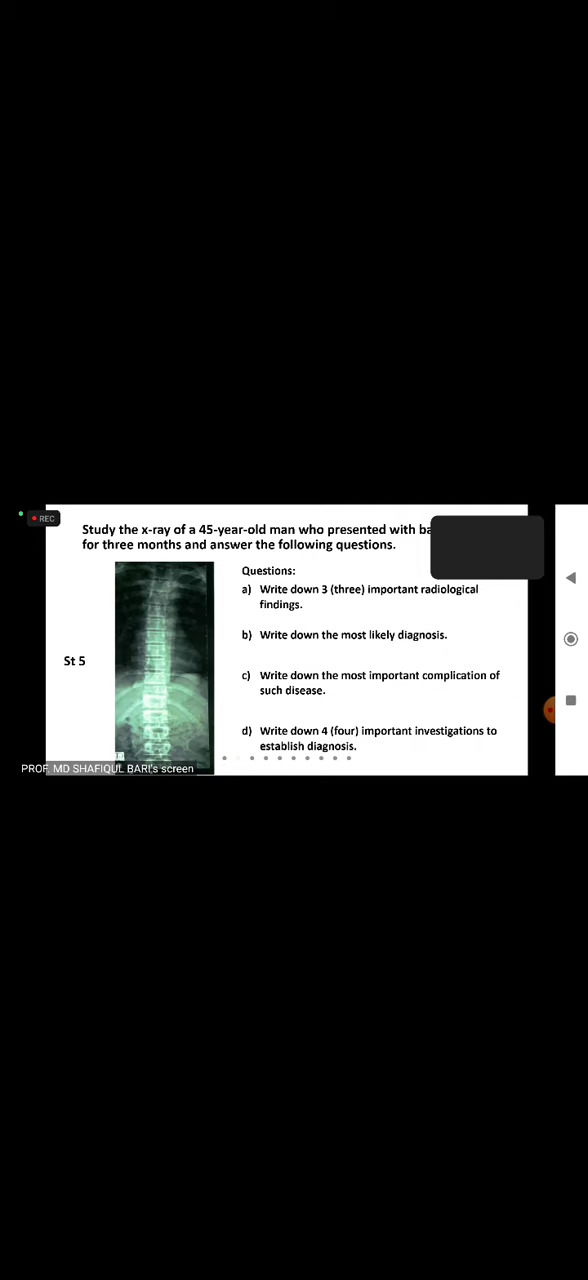 REC
Study the x-ray of a 45-year-old man who presented with
for three months and answer the following questions.
Questions:
a) Write down 3 (three) important radiological
findings.
b) Write down the most likely diagnosis.
St 5
c) Write down the most important complication of
such disease.
d) Write down 4 (four) important investigations to
establish diagnosis.
PROF. MD SHAFIQUL BARI's screen